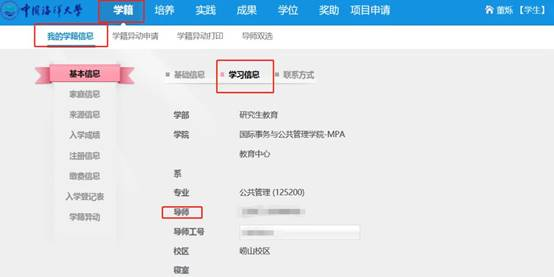 中国海洋大学 学籍 培养 实践 成果 学位 奖助 项目申请 董烁 【学生】
我的学籍信息 学籍异动申请 学籍异动打印 导师双选
基本信息
家庭信息
来源信息
入学成绩
注册信息
缴费信息
入学登记表
学籍异动
基础信息 学习信息 联系方式
学部 研究生教育
学院 国际事务与公共管理学院-MPA
教育中心
系
专业 公共管理 (125200)
导师
导师工号
校区 崂山校区
寝室